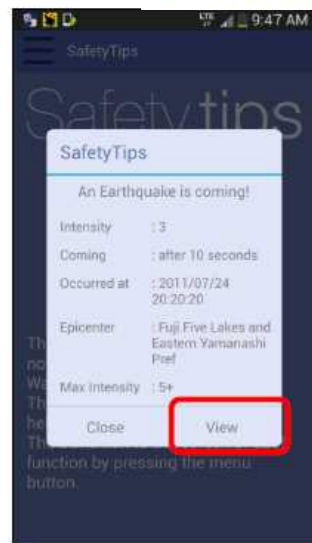 LTE 9:47 AM
SafetyTips
Safety tips
SafetyTips
An Earthquake is coming!
Intensity : 3
Coming : after 10 seconds
Occurred at : 2011/07/24
20:20:20
Epicenter : Fuji Five Lakes and
Eastern Yamanashi
Pref
Max Intensity : 5+
Close View
function by pressing the menu
button.